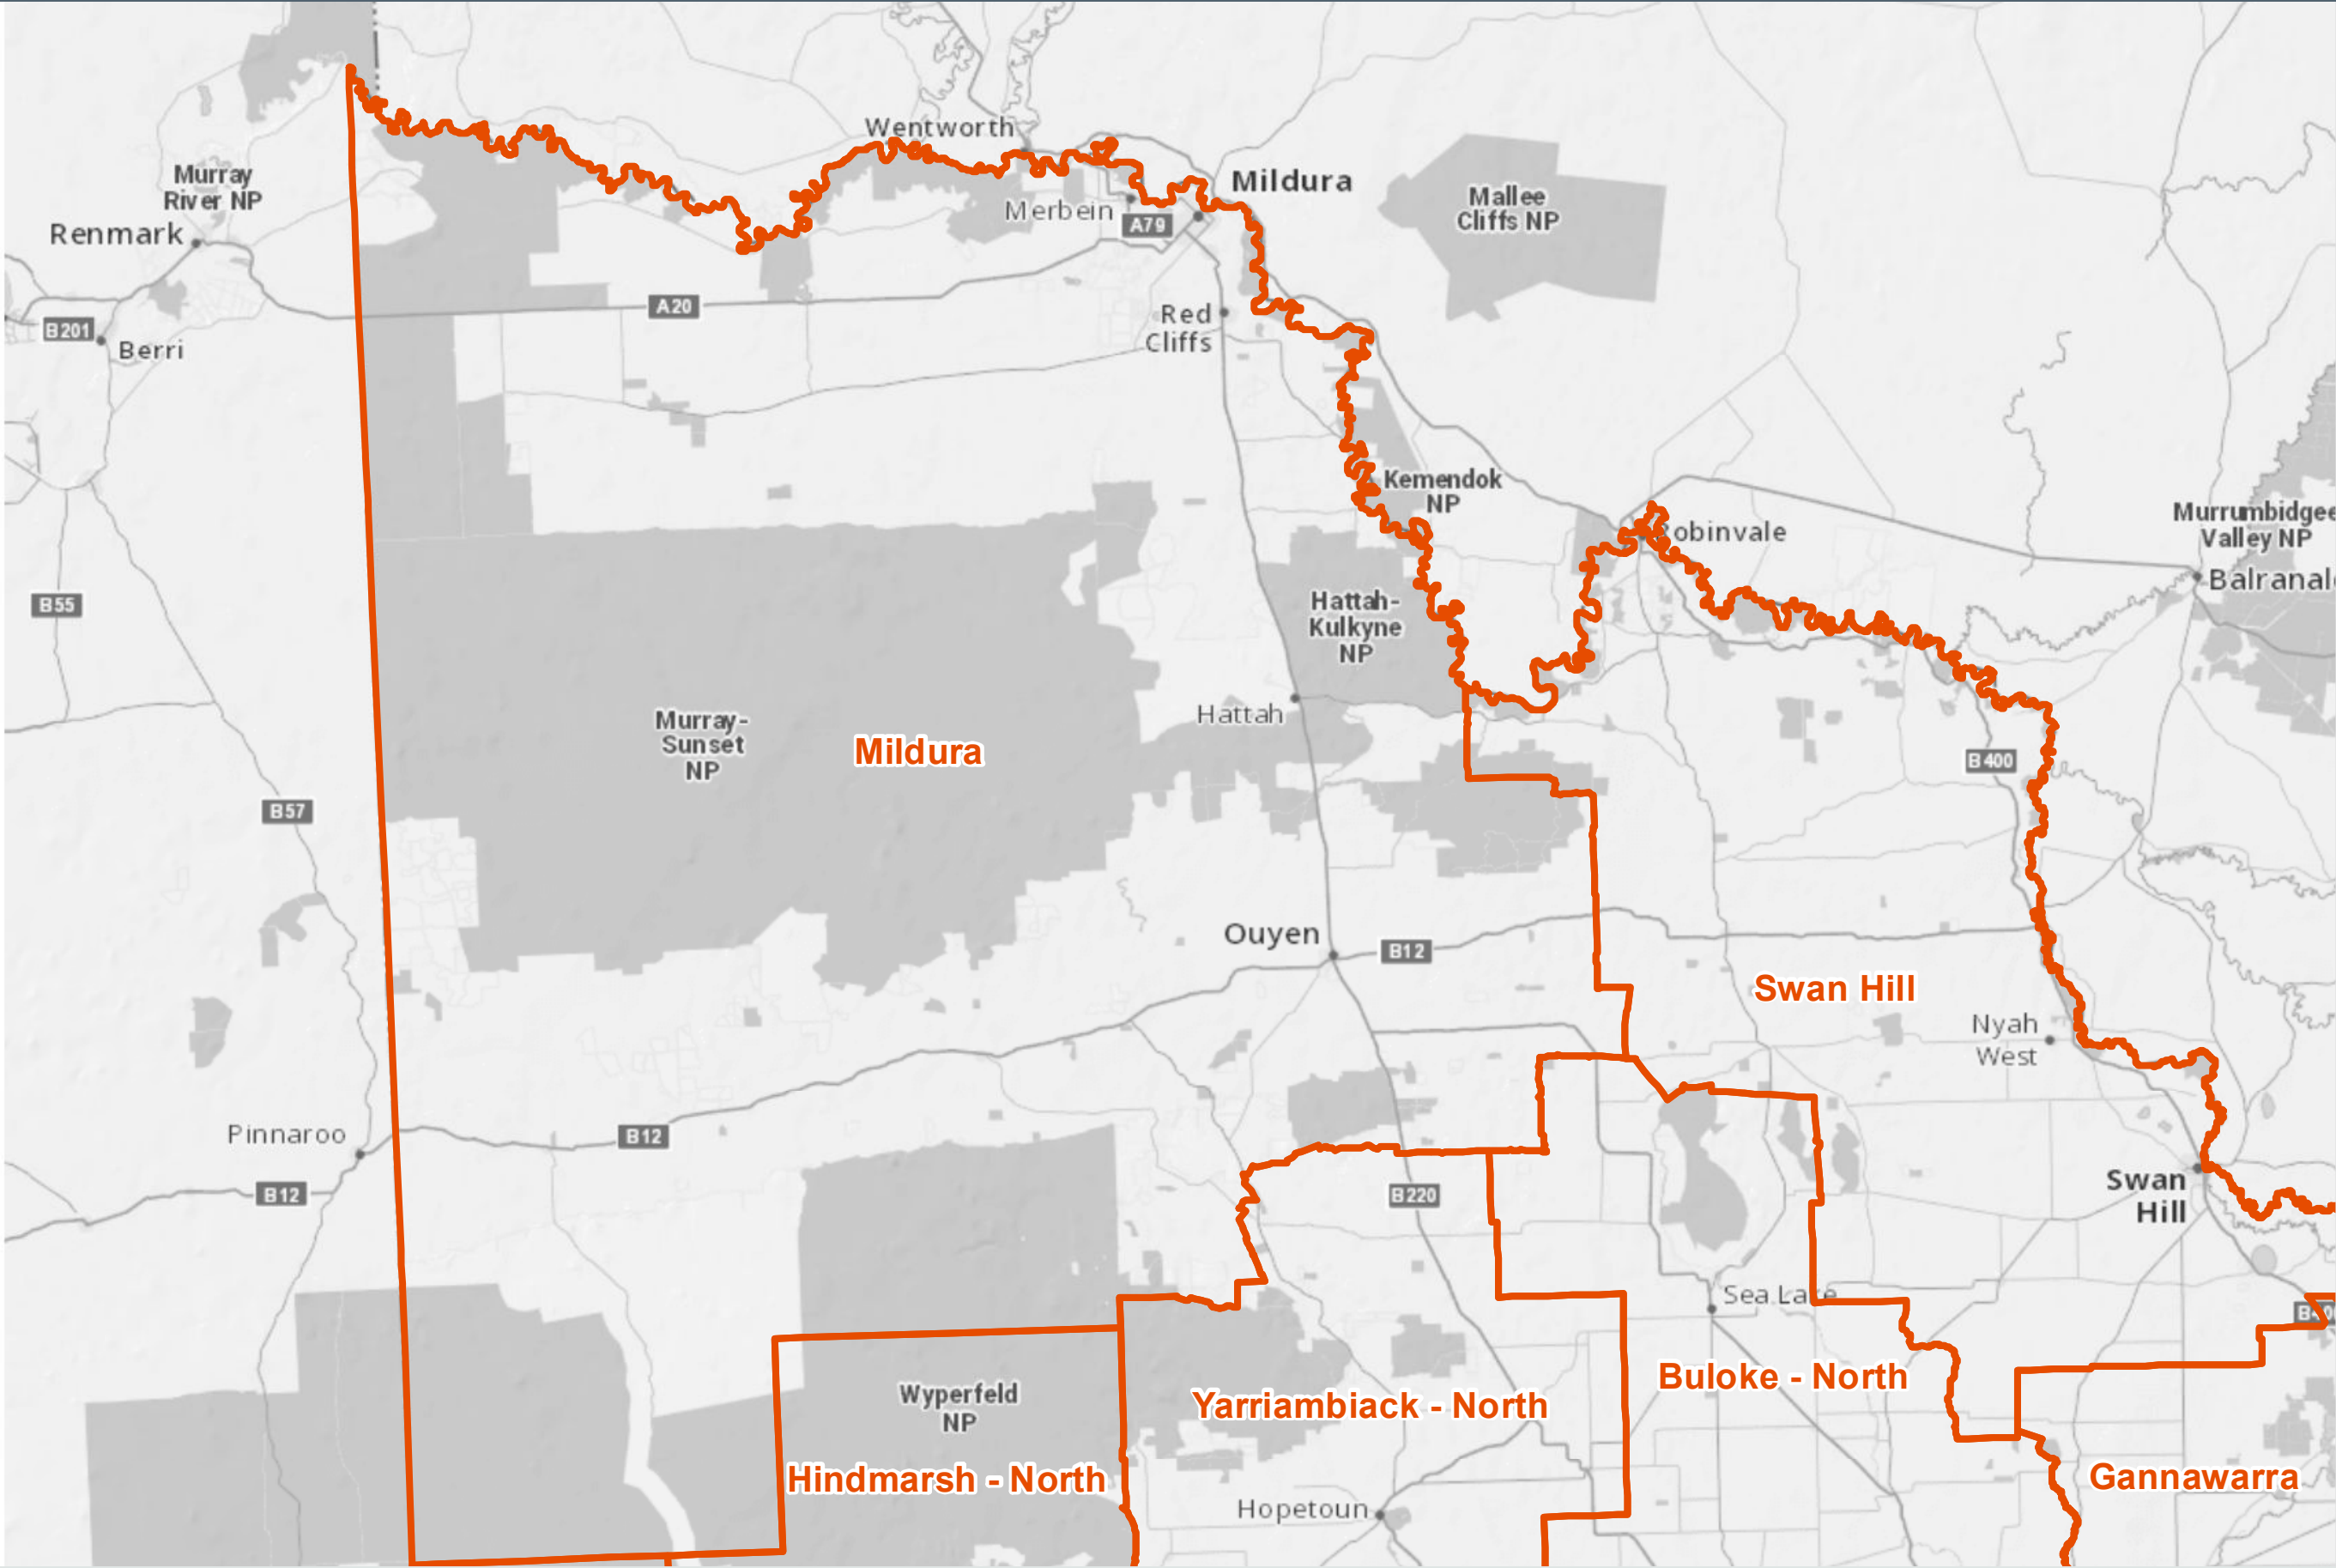 Wentworth
Murray
River NP
Mildura
Mallee
Cliffs NP
Merbein
A79
Renmark
A20
Red
Cliffs
B201
Berri
Kemendok
NP
Murrumbidgee
Valley NP
obinvale
Balranal
B55
Hattah-
Kulkyne
NP
Hattah
Murray-
Sunset
NP
Mildura
B400
B57
Ouyen
B12
Swan Hill
Nyah
West
Pinnaroo
B12
B12
B220
Swan
Hill
Sea Lake
Wyperfeld
NP
Yarriambiack - North
Buloke - North
Hindmarsh - North
Gannawarra
Hopetoun